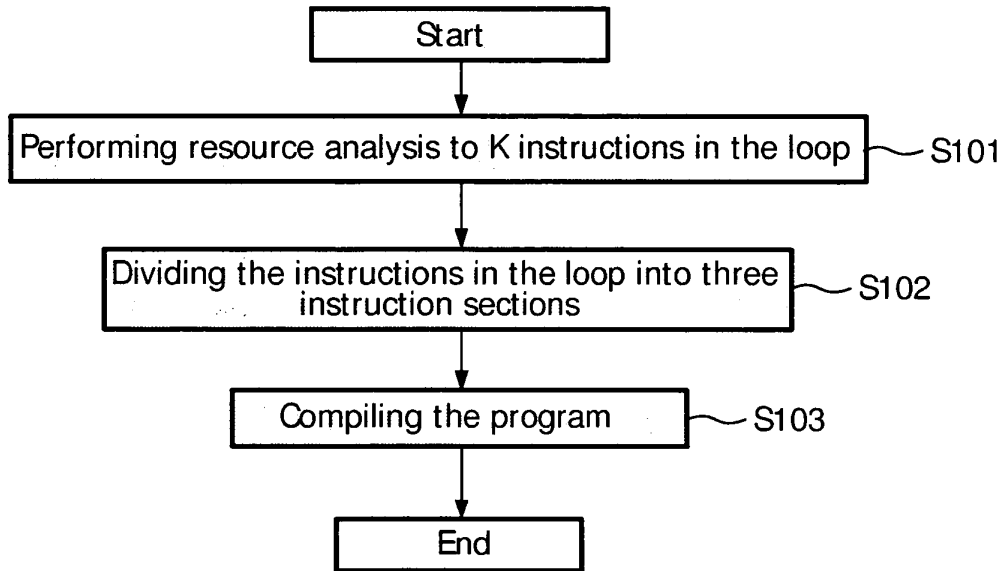 Start
Performing resource analysis to K instructions in the loop
S101
Dividing the instructions in the loop into three
instruction sections
S102
Compiling the program
S103
End